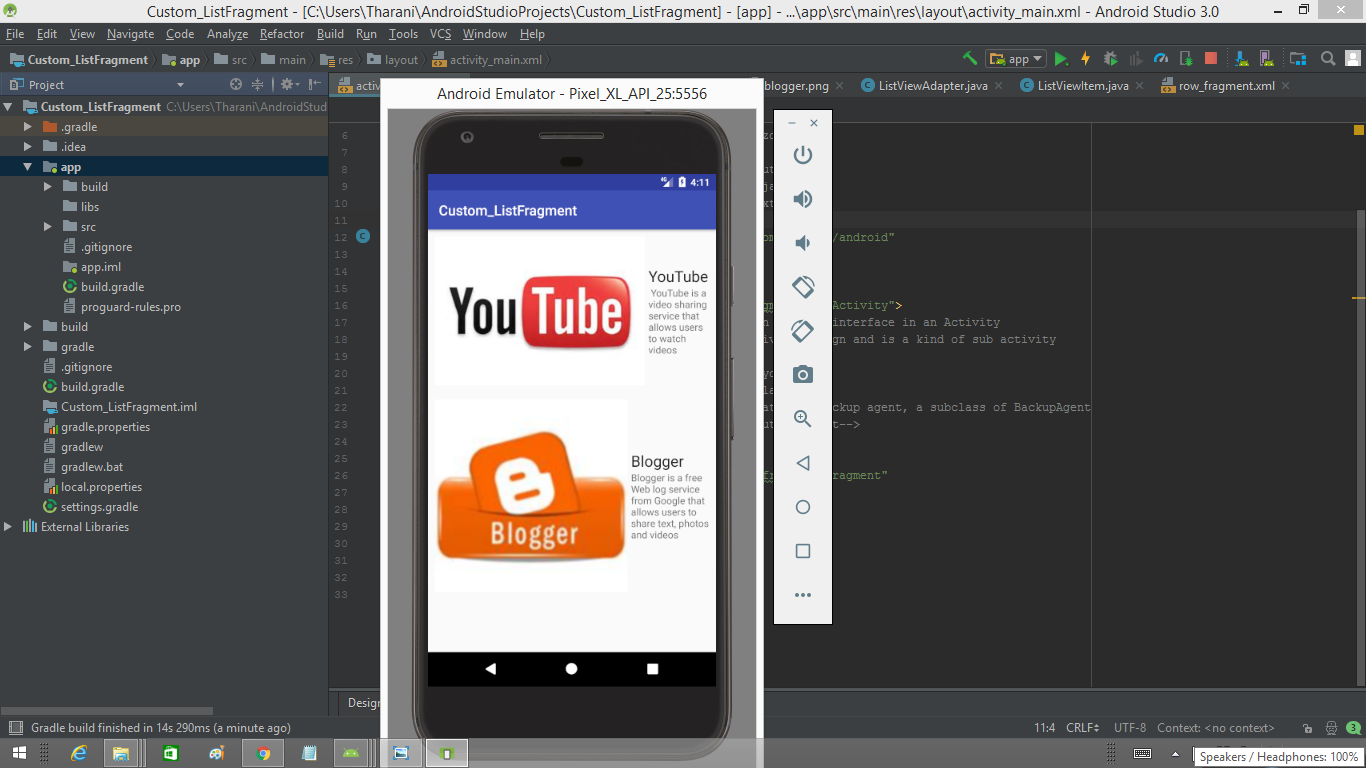 Custom_ListFragment - [C:\Users\Tharani\AndroidStudioProjects\Custom_ListFragment] - [app] - ...\app\src\main\res\layout\activity_main.xml - Android Studio 3.0
File Edit View Navigate Code Analyze Refactor Build Run Tools VCS Window Help
Custom_ListFragment app src main res layout activity_main.xml
app
Project
activ
blogger.png
ListViewAdapter.java
ListViewItem.java
row_fragment.xml
Custom_ListFragment C:\Users\Tharani\AndroidStud
.gradle
.idea
app
build
libs
src
.gitignore
app.iml
build.gradle
proguard-rules.pro
build
gradle
.gitignore
build.gradle
Custom_ListFragment.iml
gradle.properties
gradlew
gradlew.bat
local.properties
settings.gradle
External Libraries
6
7
8
9
10
11
12
13
14
15
16
17
18
19
20
21
22
23
24
25
26
27
28
29
30
31
32
33
Android Emulator - Pixel_XL_API_25:5556
4G 4:11
Custom_ListFragment
You Tube
YouTube
YouTube is a
video sharing
service that
allows users
to watch
videos
Blogger
Blogger
Blogger is a free
Web log service
from Google that
allows users to
share text, photos
and videos
/android"
Activity">
interface in an Activity
gn and is a kind of sub activity
ckup agent, a subclass of BackupAgent
t-->
ragment"
Design
Gradle build finished in 14s 290ms (a minute ago)
11:4 CRLF UTF-8 Context: <no context>
3
Speakers / Headphones: 100%